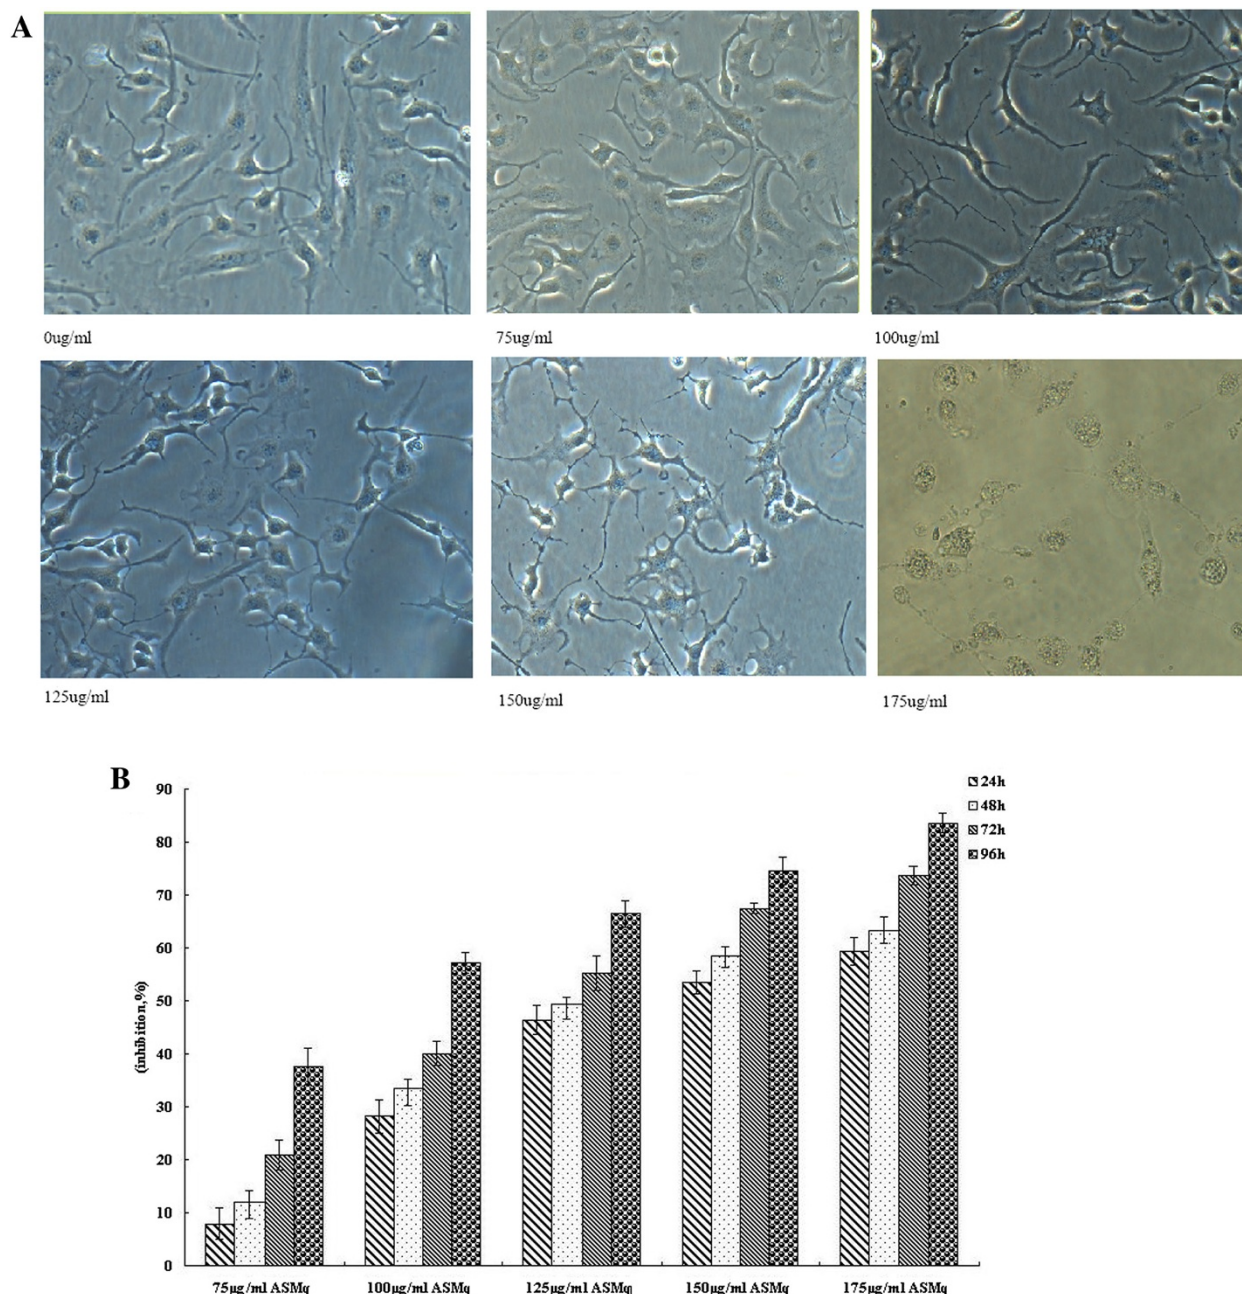 A
0ug/ml
75ug/ml
100ug/ml
125ug/ml
150ug/ml
175ug/ml
B
(inhibition,%)
90
80
70
60
50
40
30
20
10
0
24h
48h
72h
96h
75μg/ml ASMq
100μg/ml ASMq
125μg/ml ASMq
150μg/ml ASMq
175μg/ml ASMq